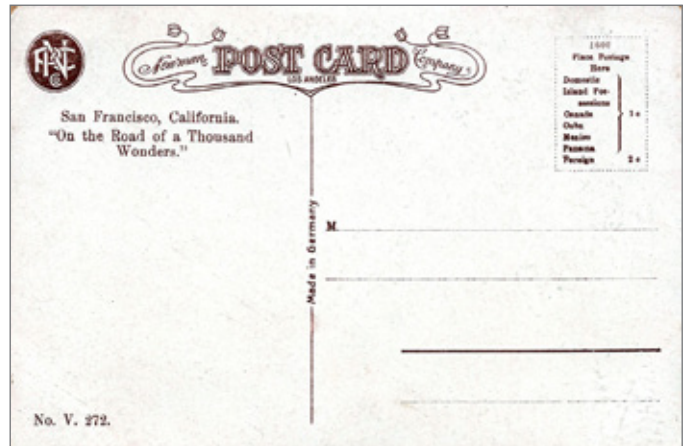 Newman POST CARD Company
LOS ANGELES
San Francisco, California.
"On the Road of a Thousand
Wonders."
Place Postage
Here
Domestic
Island Pos-
sessions
Canada 1c
Cuba
Mexico
Panama
Foreign 2c
Made in Germany
M
No. V. 272.